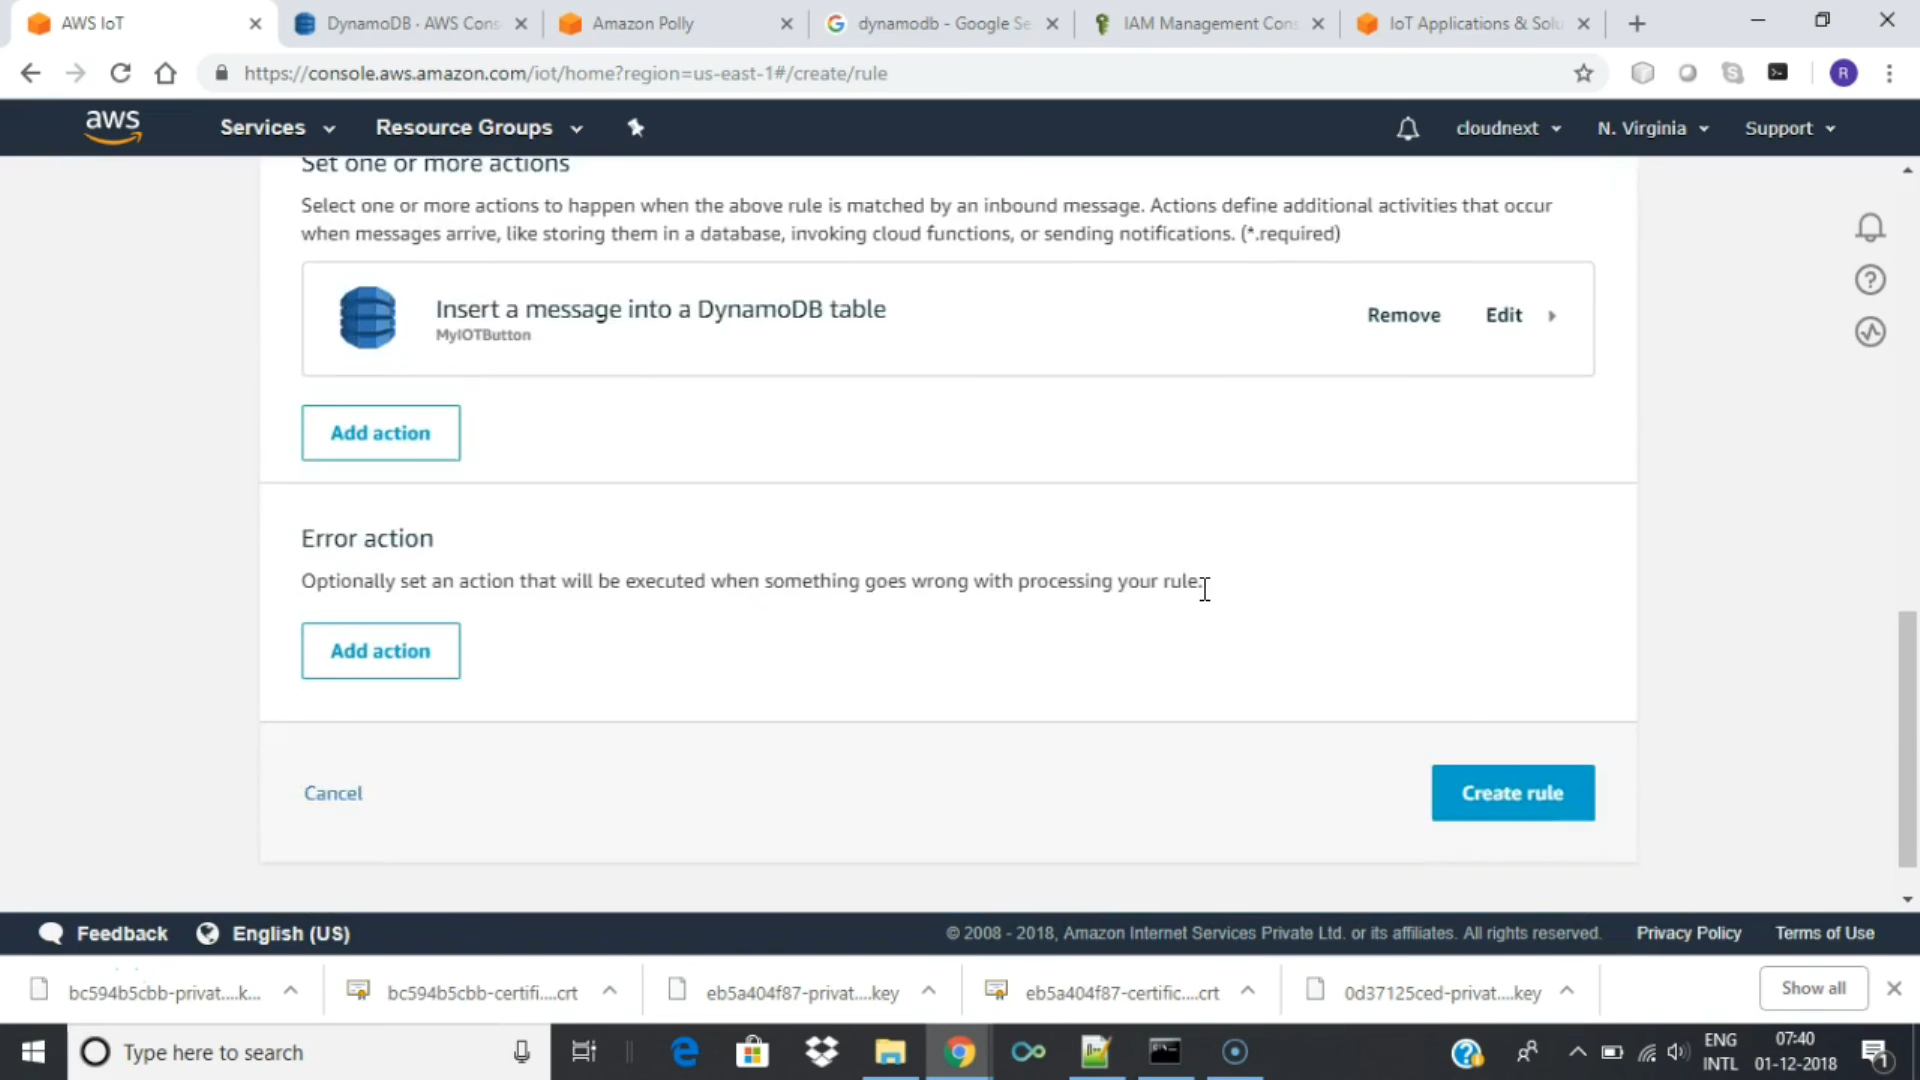 AWS IoT
DynamoDB · AWS Cons
Amazon Polly
dynamodb - Google Se
IAM Management Cons
IoT Applications & Solu
https://console.aws.amazon.com/iot/home?region=us-east-1#/create/rule
R
aws
Services
Resource Groups
cloudnext
N. Virginia
Support
Set one or more actions
Select one or more actions to happen when the above rule is matched by an inbound message. Actions define additional activities that occur
when messages arrive, like storing them in a database, invoking cloud functions, or sending notifications. (*.required)
Insert a message into a DynamoDB table
MyIOTButton
Remove
Edit
Add action
Error action
Optionally set an action that will be executed when something goes wrong with processing your rule.
Add action
Cancel
Create rule
Feedback
English (US)
© 2008 - 2018, Amazon Internet Services Private Ltd. or its affiliates. All rights reserved.
Privacy Policy
Terms of Use
bc594b5cbb-privat....k...
bc594b5cbb-certifi....crt
eb5a404f87-privat....key
eb5a404f87-certific....crt
0d37125ced-privat....key
Show all
Type here to search
ENG
INTL
07:40
01-12-2018
1